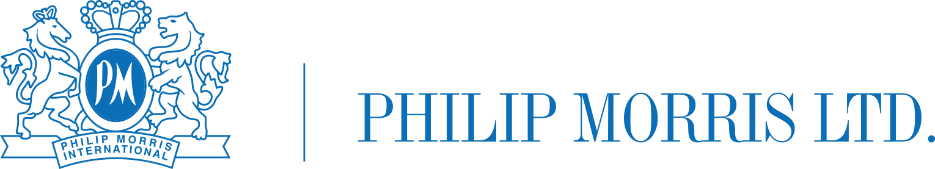 PM
PHILIP MORRIS
INTERNATIONAL
PHILIP MORRIS LTD.